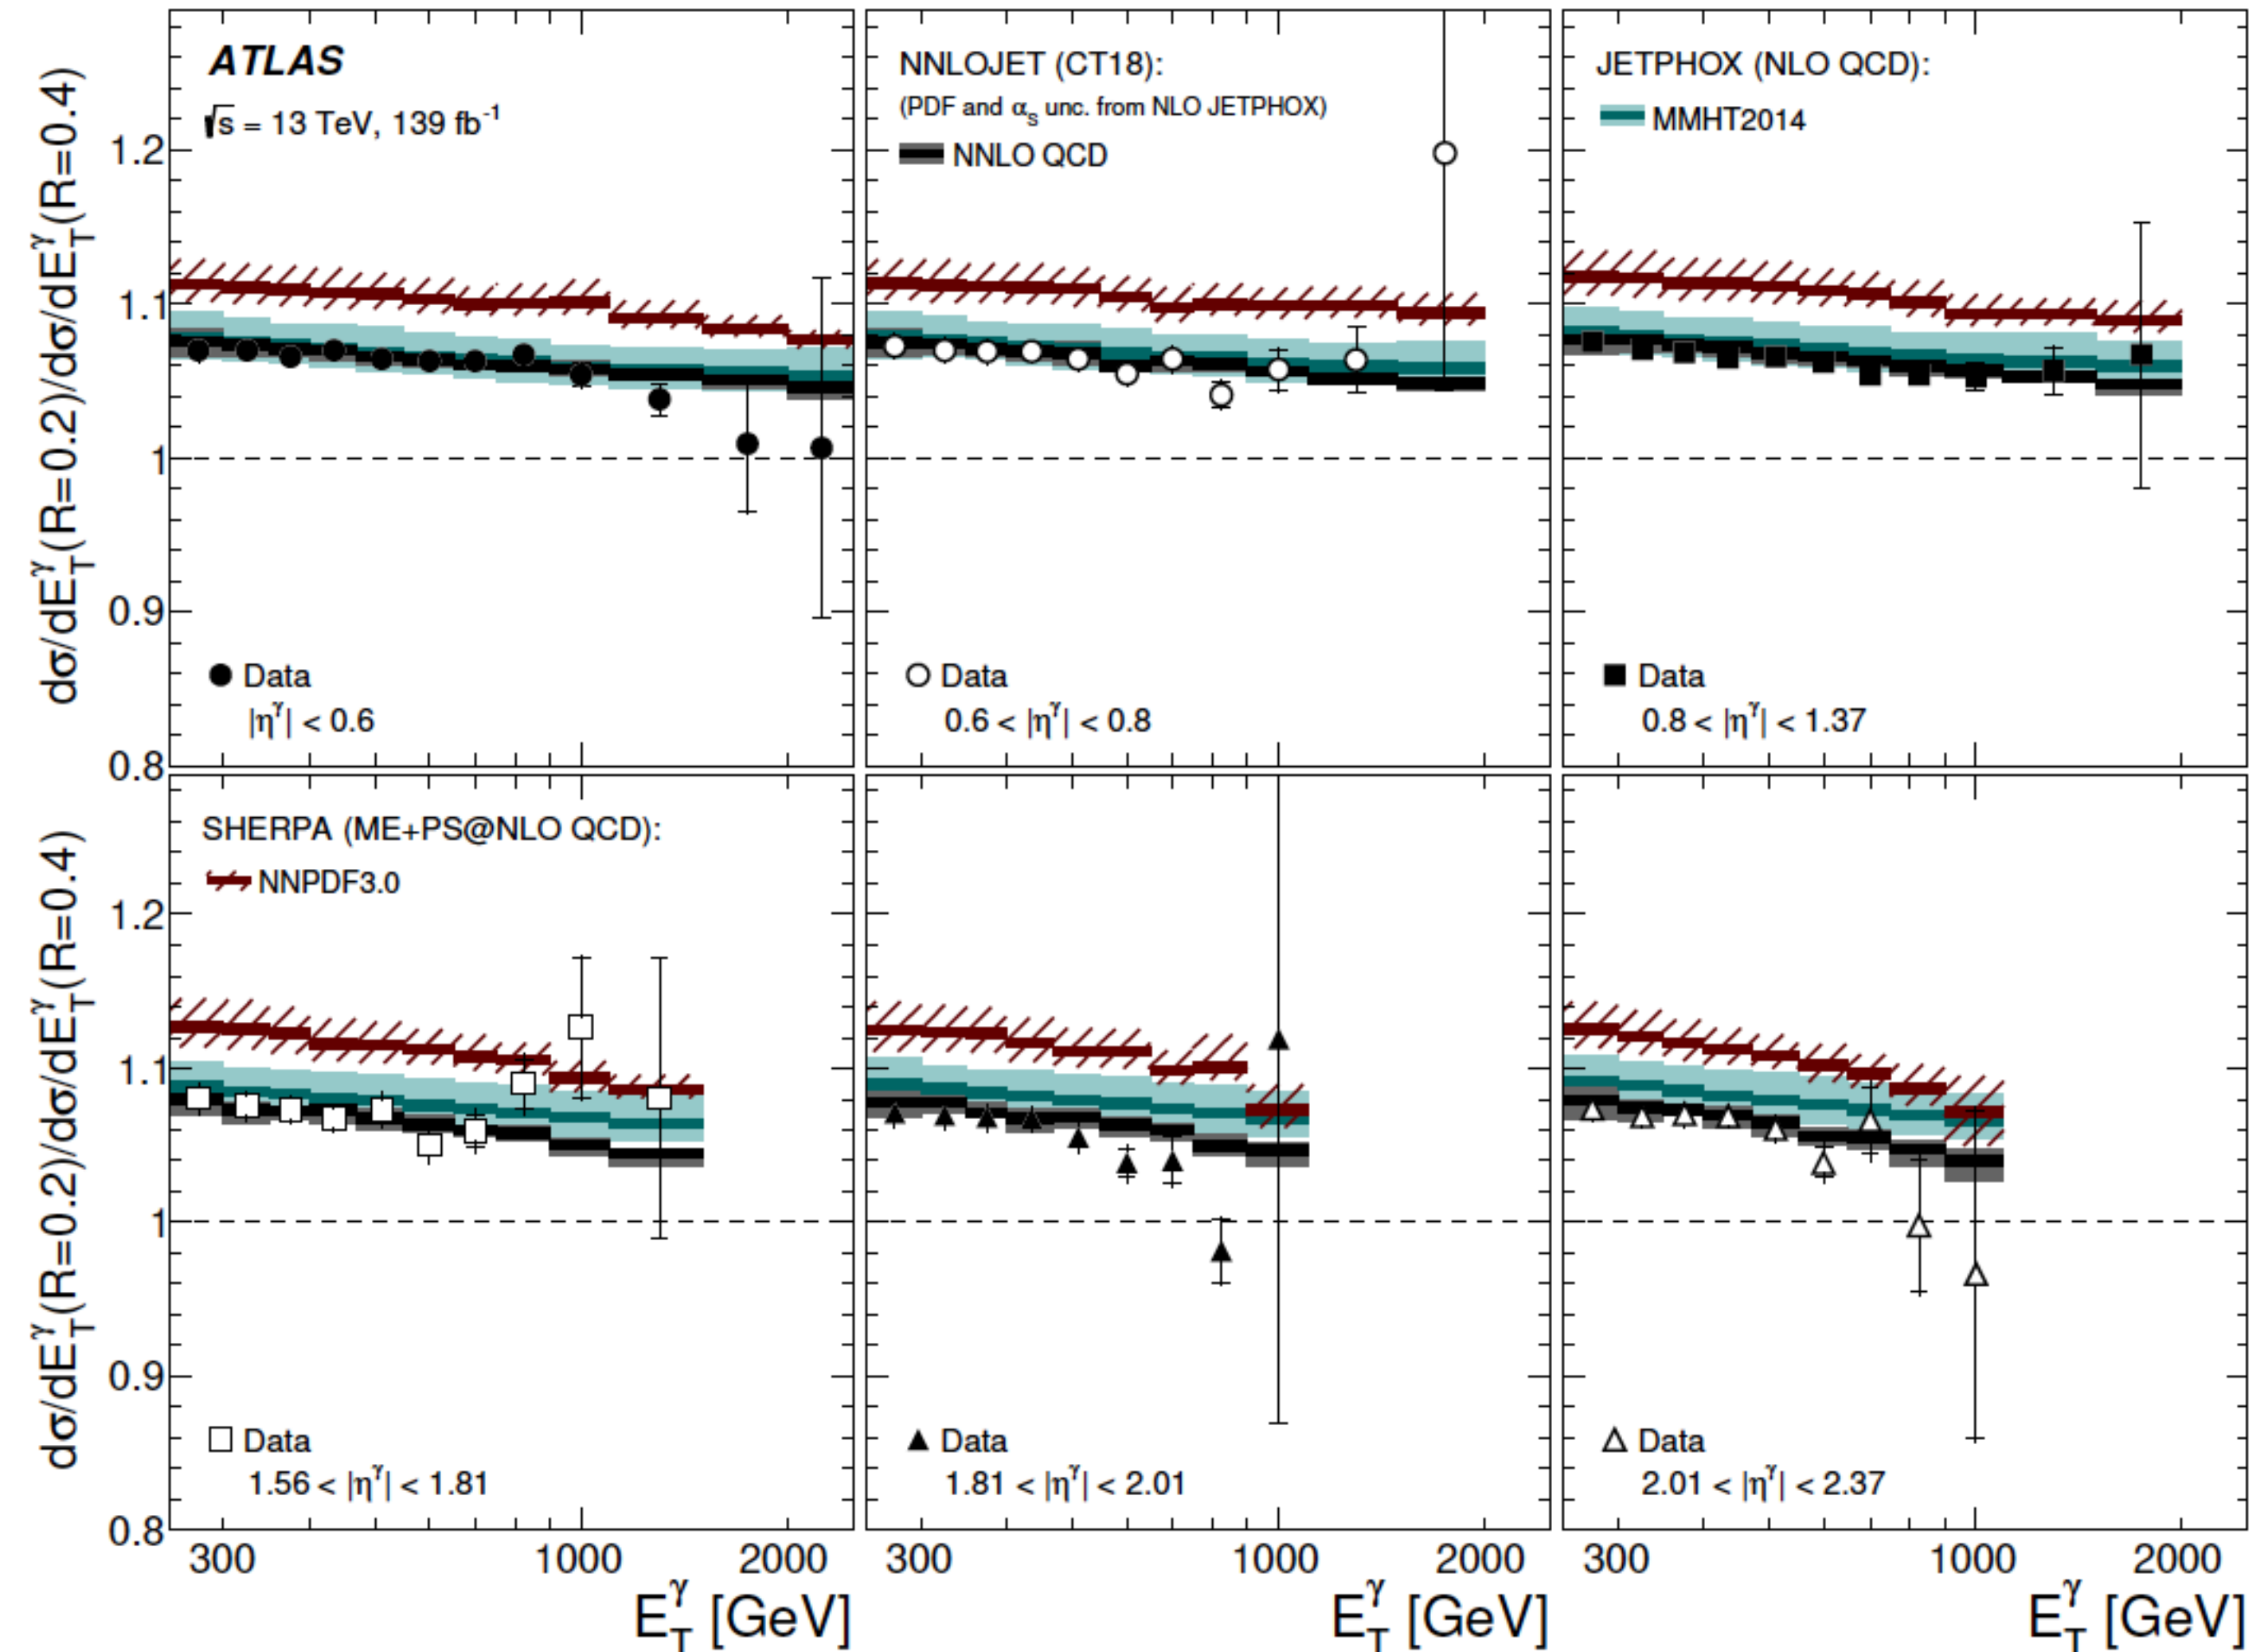 dσ/dE_T^γ(R=0.2)/dσ/dE_T^γ(R=0.4)
ATLAS
√s = 13 TeV, 139 fb⁻¹
1.2
1.1
1
0.9
0.8
Data
|η^γ| < 0.6
NNLOJET (CT18):
(PDF and α_s unc. from NLO JETPHOX)
NNLO QCD
Data
0.6 < |η^γ| < 0.8
JETPHOX (NLO QCD):
MMHT2014
Data
0.8 < |η^γ| < 1.37
dσ/dE_T^γ(R=0.2)/dσ/dE_T^γ(R=0.4)
SHERPA (ME+PS@NLO QCD):
NNPDF3.0
1.2
1.1
1
0.9
0.8
Data
1.56 < |η^γ| < 1.81
Data
1.81 < |η^γ| < 2.01
Data
2.01 < |η^γ| < 2.37
300 1000 2000
300 1000 2000
300 1000 2000
E_T^γ [GeV]
E_T^γ [GeV]
E_T^γ [GeV]